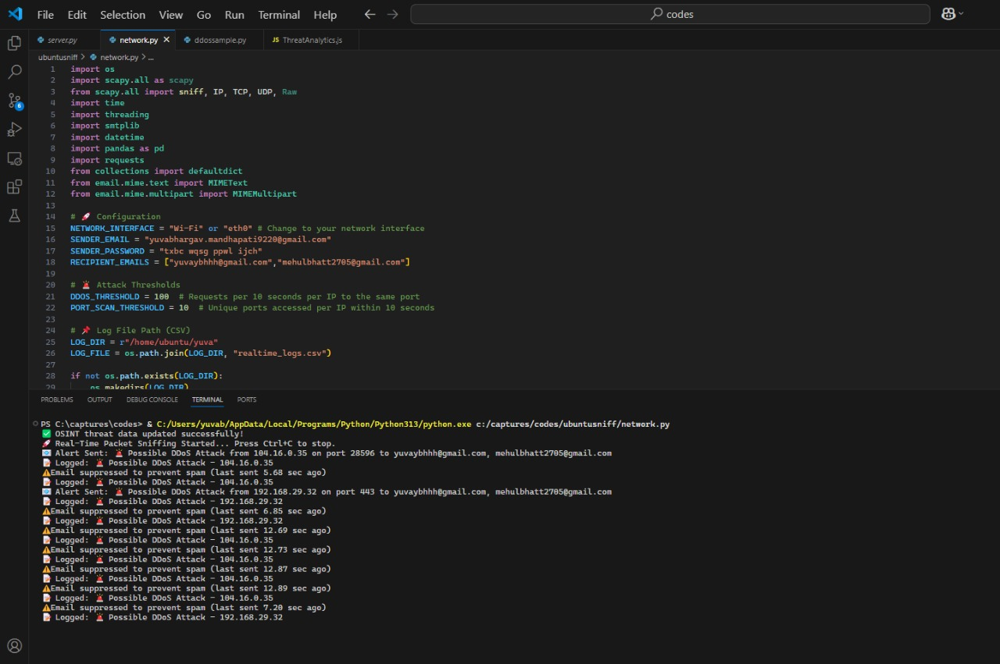 File Edit Selection View Go Run Terminal Help
codes
server.py network.py ddossample.py JS ThreatAnalytics.js
ubuntusniff > network.py > ...
1 import os
2 import scapy.all as scapy
3 from scapy.all import sniff, IP, TCP, UDP, Raw
4 import time
5 import threading
6 import smtplib
7 import datetime
8 import pandas as pd
9 import requests
10 from collections import defaultdict
11 from email.mime.text import MIMEText
12 from email.mime.multipart import MIMEMultipart
13
14 # 🚀 Configuration
15 NETWORK_INTERFACE = "Wi-Fi" or "eth0" # Change to your network interface
16 SENDER_EMAIL = "yuvabhargav.mandhapati9220@gmail.com"
17 SENDER_PASSWORD = "txbc wqsg ppwl ijch"
18 RECIPIENT_EMAILS = ["yuvaybhhh@gmail.com","mehulbhatt2705@gmail.com"]
19
20 # 🚨 Attack Thresholds
21 DDOS_THRESHOLD = 100 # Requests per 10 seconds per IP to the same port
22 PORT_SCAN_THRESHOLD = 10 # Unique ports accessed per IP within 10 seconds
23
24 # 📌 Log File Path (CSV)
25 LOG_DIR = r"/home/ubuntu/yuva"
26 LOG_FILE = os.path.join(LOG_DIR, "realtime_logs.csv")
27
28 if not os.path.exists(LOG_DIR):
29 os.makedirs(LOG_DIR)
6
PROBLEMS OUTPUT DEBUG CONSOLE TERMINAL PORTS
PS C:\captures\codes> & C:/Users/yuvab/AppData/Local/Programs/Python/Python313/python.exe c:/captures/codes/ubuntusniff/network.py
✅ OSINT threat data updated successfully!
🚀 Real-Time Packet Sniffing Started... Press Ctrl+C to stop.
📧 Alert Sent: 🚨 Possible DDoS Attack from 104.16.0.35 on port 28596 to yuvaybhhh@gmail.com, mehulbhatt2705@gmail.com
📝 Logged: 🚨 Possible DDoS Attack - 104.16.0.35
⚠️Email suppressed to prevent spam (last sent 5.68 sec ago)
📝 Logged: 🚨 Possible DDoS Attack - 104.16.0.35
📧 Alert Sent: 🚨 Possible DDoS Attack from 192.168.29.32 on port 443 to yuvaybhhh@gmail.com, mehulbhatt2705@gmail.com
📝 Logged: 🚨 Possible DDoS Attack - 192.168.29.32
⚠️Email suppressed to prevent spam (last sent 6.85 sec ago)
📝 Logged: 🚨 Possible DDoS Attack - 192.168.29.32
⚠️Email suppressed to prevent spam (last sent 12.69 sec ago)
📝 Logged: 🚨 Possible DDoS Attack - 104.16.0.35
⚠️Email suppressed to prevent spam (last sent 12.73 sec ago)
📝 Logged: 🚨 Possible DDoS Attack - 104.16.0.35
⚠️Email suppressed to prevent spam (last sent 12.87 sec ago)
📝 Logged: 🚨 Possible DDoS Attack - 104.16.0.35
⚠️Email suppressed to prevent spam (last sent 12.89 sec ago)
📝 Logged: 🚨 Possible DDoS Attack - 104.16.0.35
⚠️Email suppressed to prevent spam (last sent 7.20 sec ago)
📝 Logged: 🚨 Possible DDoS Attack - 192.168.29.32